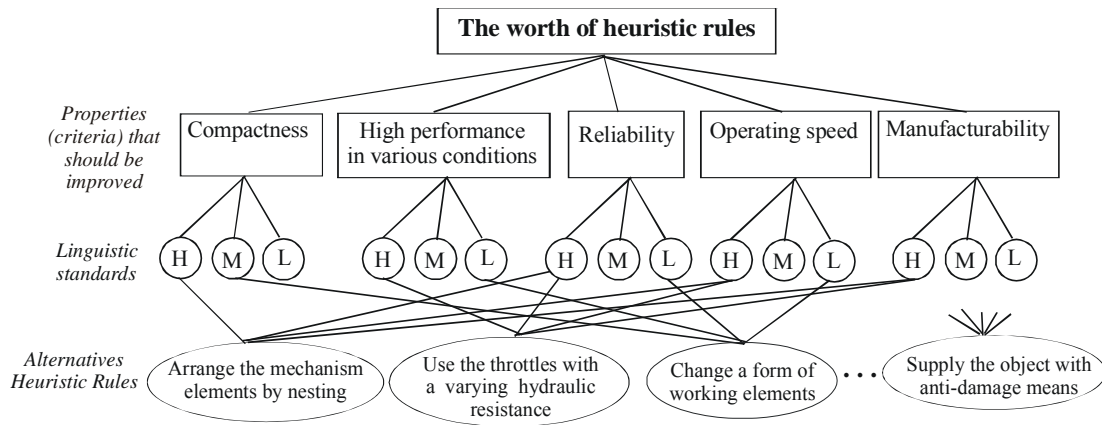 The worth of heuristic rules
Properties
(criteria) that
should be
improved
Compactness
High performance
in various conditions
Reliability
Operating speed
Manufacturability
Linguistic
standards
H
M
L
H
M
L
H
M
L
H
M
L
H
M
L
Alternatives
Heuristic Rules
Arrange the mechanism
elements by nesting
Use the throttles with
a varying hydraulic
resistance
Change a form of
working elements
...
Supply the object with
anti-damage means